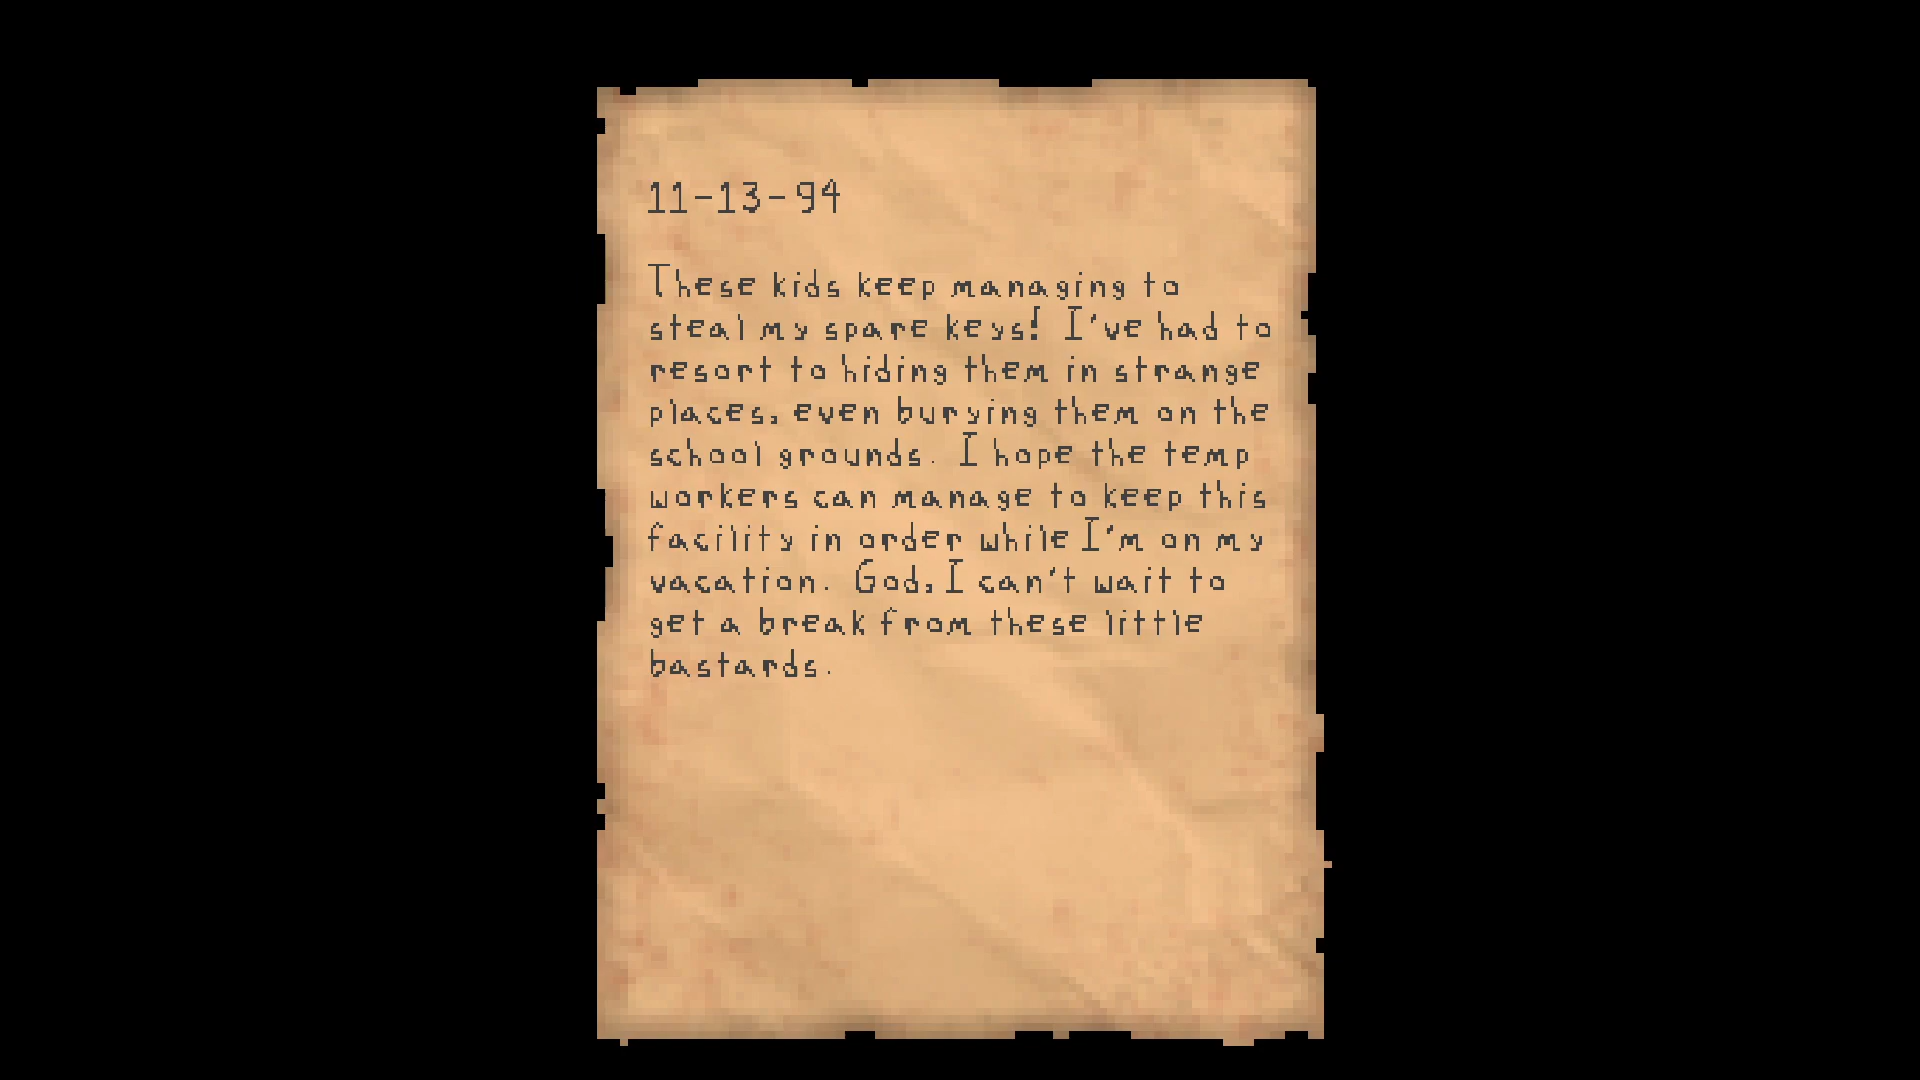 11-13-94
These kids keep managing to
steal my spare keys! I've had to
resort to hiding them in strange
places, even burying them on the
school grounds. I hope the temp
workers can manage to keep this
facility in order while I'm on my
vacation. God, I can't wait to
get a break from these little
bastards.